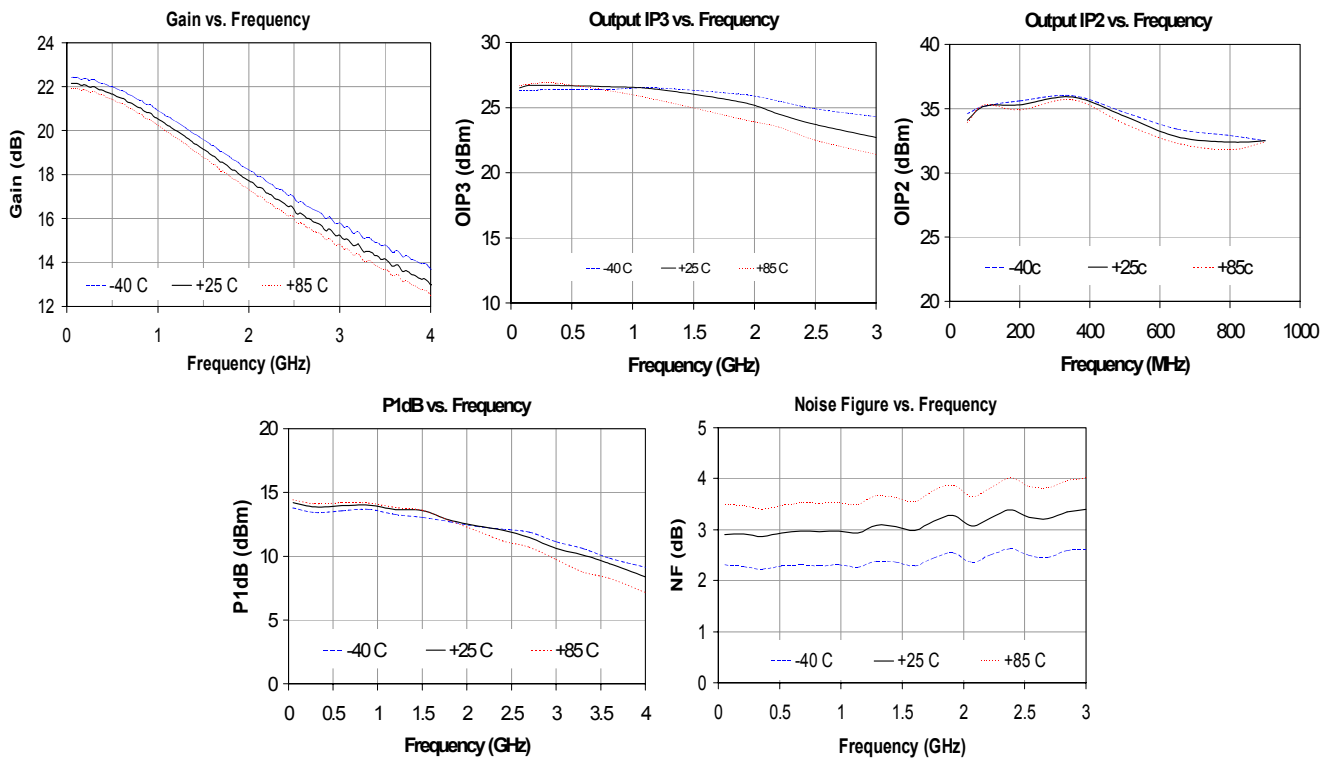 Gain vs. Frequency
Gain (dB)
24
22
20
18
16
14
12
-40 C +25 C +85 C
0 1 2 3 4
Frequency (GHz)
Output IP3 vs. Frequency
OIP3 (dBm)
30
25
20
15
10
-40 C +25 C +85 C
0 0.5 1 1.5 2 2.5 3
Frequency (GHz)
Output IP2 vs. Frequency
OIP2 (dBm)
40
35
30
25
20
-40c +25c +85c
0 200 400 600 800 1000
Frequency (MHz)
P1dB vs. Frequency
P1dB (dBm)
20
15
10
5
0
-40 C +25 C +85 C
0 0.5 1 1.5 2 2.5 3 3.5 4
Frequency (GHz)
Noise Figure vs. Frequency
NF (dB)
5
4
3
2
1
0
-40 C +25 C +85 C
0 0.5 1 1.5 2 2.5 3
Frequency (GHz)